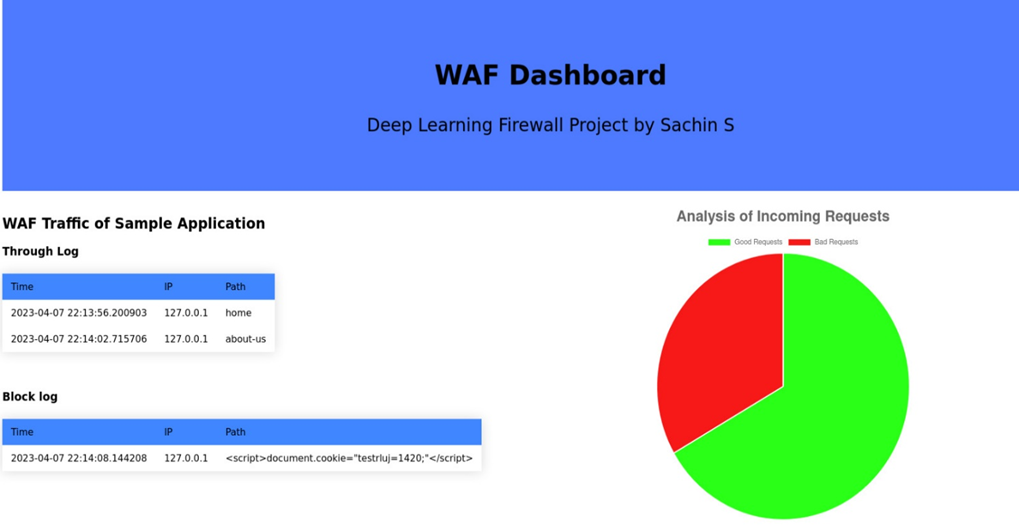 WAF Dashboard
Deep Learning Firewall Project by Sachin S
WAF Traffic of Sample Application
Through Log
Time IP Path
2023-04-07 22:13:56.200903 127.0.0.1 home
2023-04-07 22:14:02.715706 127.0.0.1 about-us
Block log
Time IP Path
2023-04-07 22:14:08.144208 127.0.0.1 <script>document.cookie="testrluj=1420;"</script>
Analysis of Incoming Requests
Good Requests Bad Requests